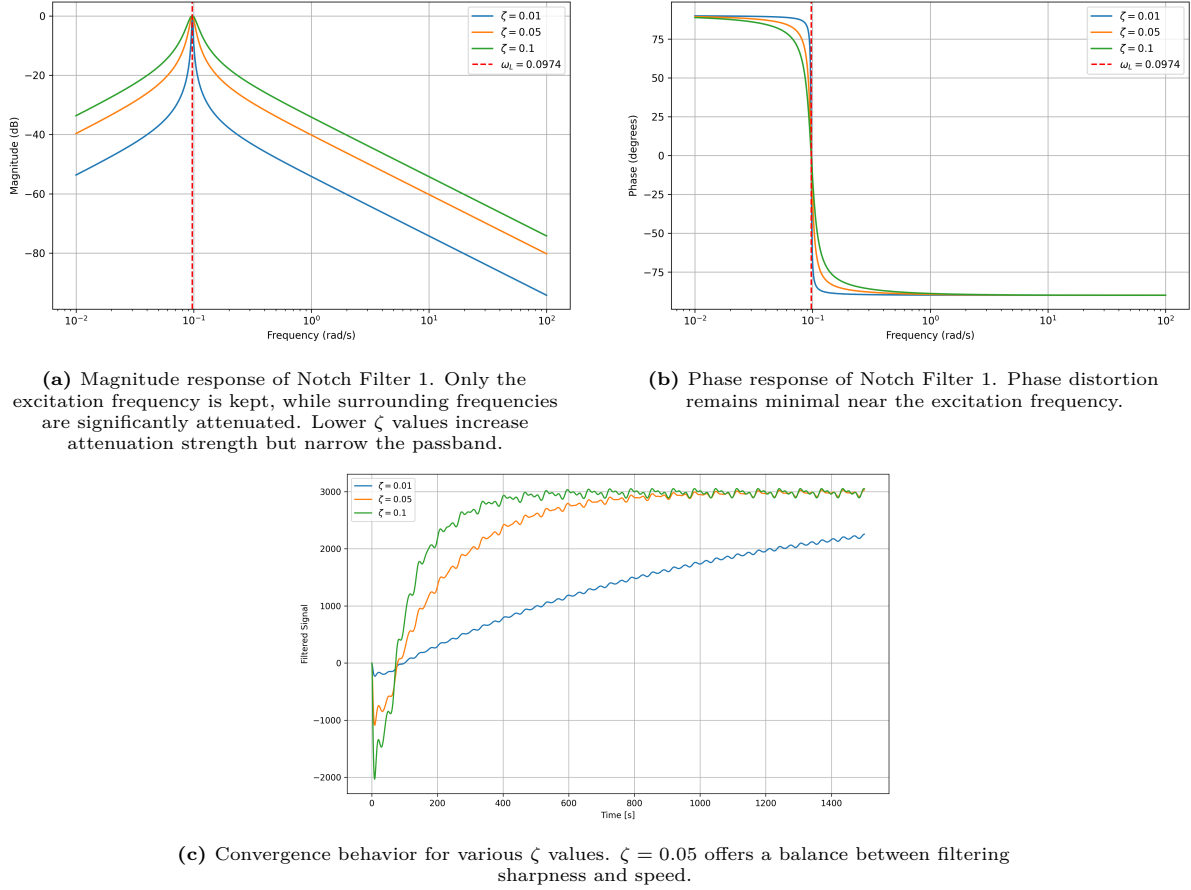 0
−20
−40
−60
−80
Magnitude (dB)
10⁻²
10⁻¹
10⁰
10¹
10²
Frequency (rad/s)
ζ = 0.01
ζ = 0.05
ζ = 0.1
ω_L = 0.0974
75
50
25
0
−25
−50
−75
Phase (degrees)
10⁻²
10⁻¹
10⁰
10¹
10²
Frequency (rad/s)
ζ = 0.01
ζ = 0.05
ζ = 0.1
ω_L = 0.0974
(a) Magnitude response of Notch Filter 1. Only the
excitation frequency is kept, while surrounding frequencies
are significantly attenuated. Lower ζ values increase
attenuation strength but narrow the passband.
(b) Phase response of Notch Filter 1. Phase distortion
remains minimal near the excitation frequency.
3000
2000
1000
0
−1000
−2000
Filtered Signal
0
200
400
600
800
1000
1200
1400
Time [s]
ζ = 0.01
ζ = 0.05
ζ = 0.1
(c) Convergence behavior for various ζ values. ζ = 0.05 offers a balance between filtering
sharpness and speed.